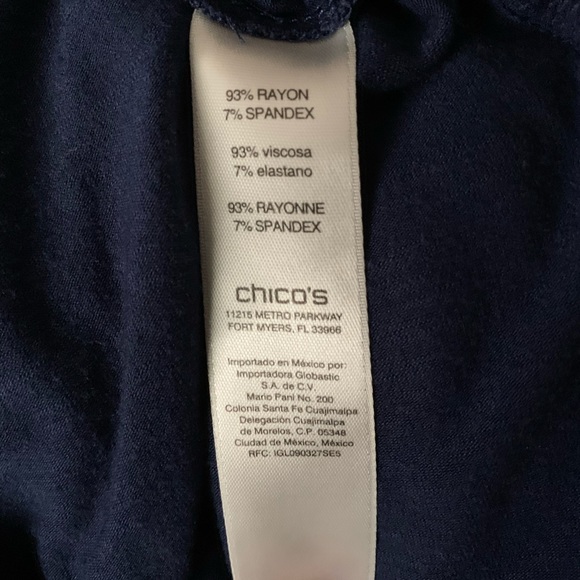 93% RAYON
7% SPANDEX
93% viscosa
7% elastano
93% RAYONNE
7% SPANDEX
chico's
11215 METRO PARKWAY
FORT MYERS, FL 33966
Importado en México por:
Importadora Globastic
S.A. de C.V.
Mario Pani No. 200
Colonia Santa Fe Cuajimalpa
Delegación Cuajimalpa
de Morelos, C.P. 05348
Ciudad de México, México
RFC: IGL090327SE5